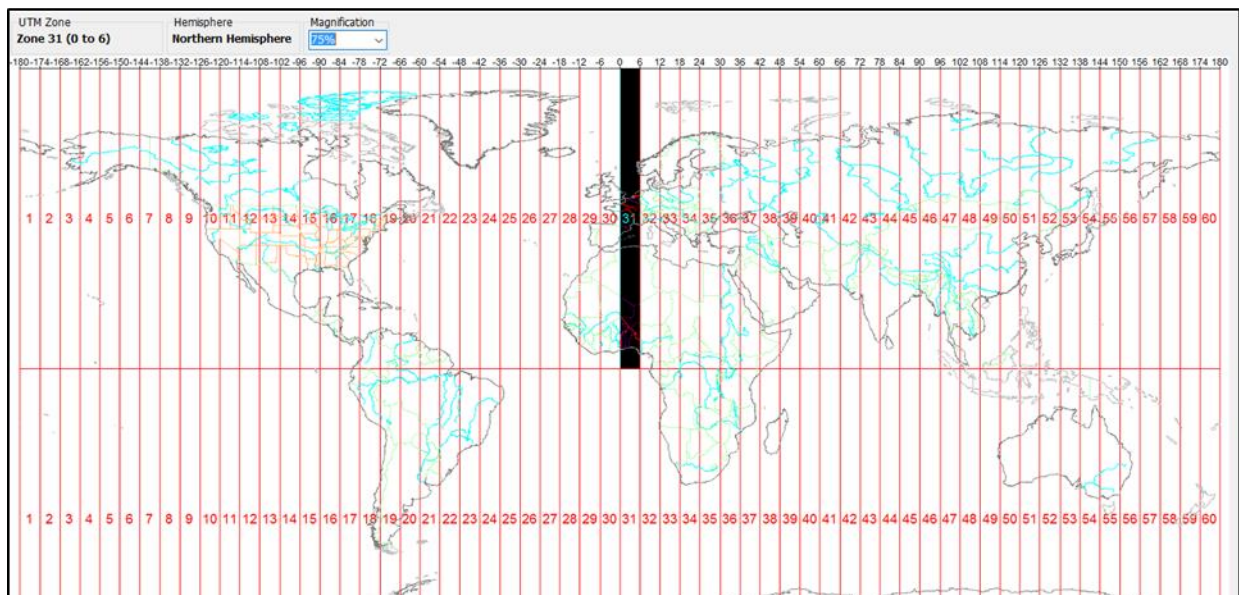 UTM Zone Hemisphere Magnification
Zone 31 (0 to 6) Northern Hemisphere 75%
-180-174-168-162-156-150-144-138-132-126-120-114-108-102-96 -90 -84 -78 -72 -66 -60 -54 -48 -42 -36 -30 -24 -18 -12 -6 0 6 12 18 24 30 36 42 48 54 60 66 72 78 84 90 96 102 108 114 120 126 132 138 144 150 156 162 168 174 180
1 2 3 4 5 6 7 8 9 10 11 12 13 14 15 16 17 18 19 20 21 22 23 24 25 26 27 28 29 30 31 32 33 34 35 36 37 38 39 40 41 42 43 44 45 46 47 48 49 50 51 52 53 54 55 56 57 58 59 60
1 2 3 4 5 6 7 8 9 10 11 12 13 14 15 16 17 18 19 20 21 22 23 24 25 26 27 28 29 30 31 32 33 34 35 36 37 38 39 40 41 42 43 44 45 46 47 48 49 50 51 52 53 54 55 56 57 58 59 60